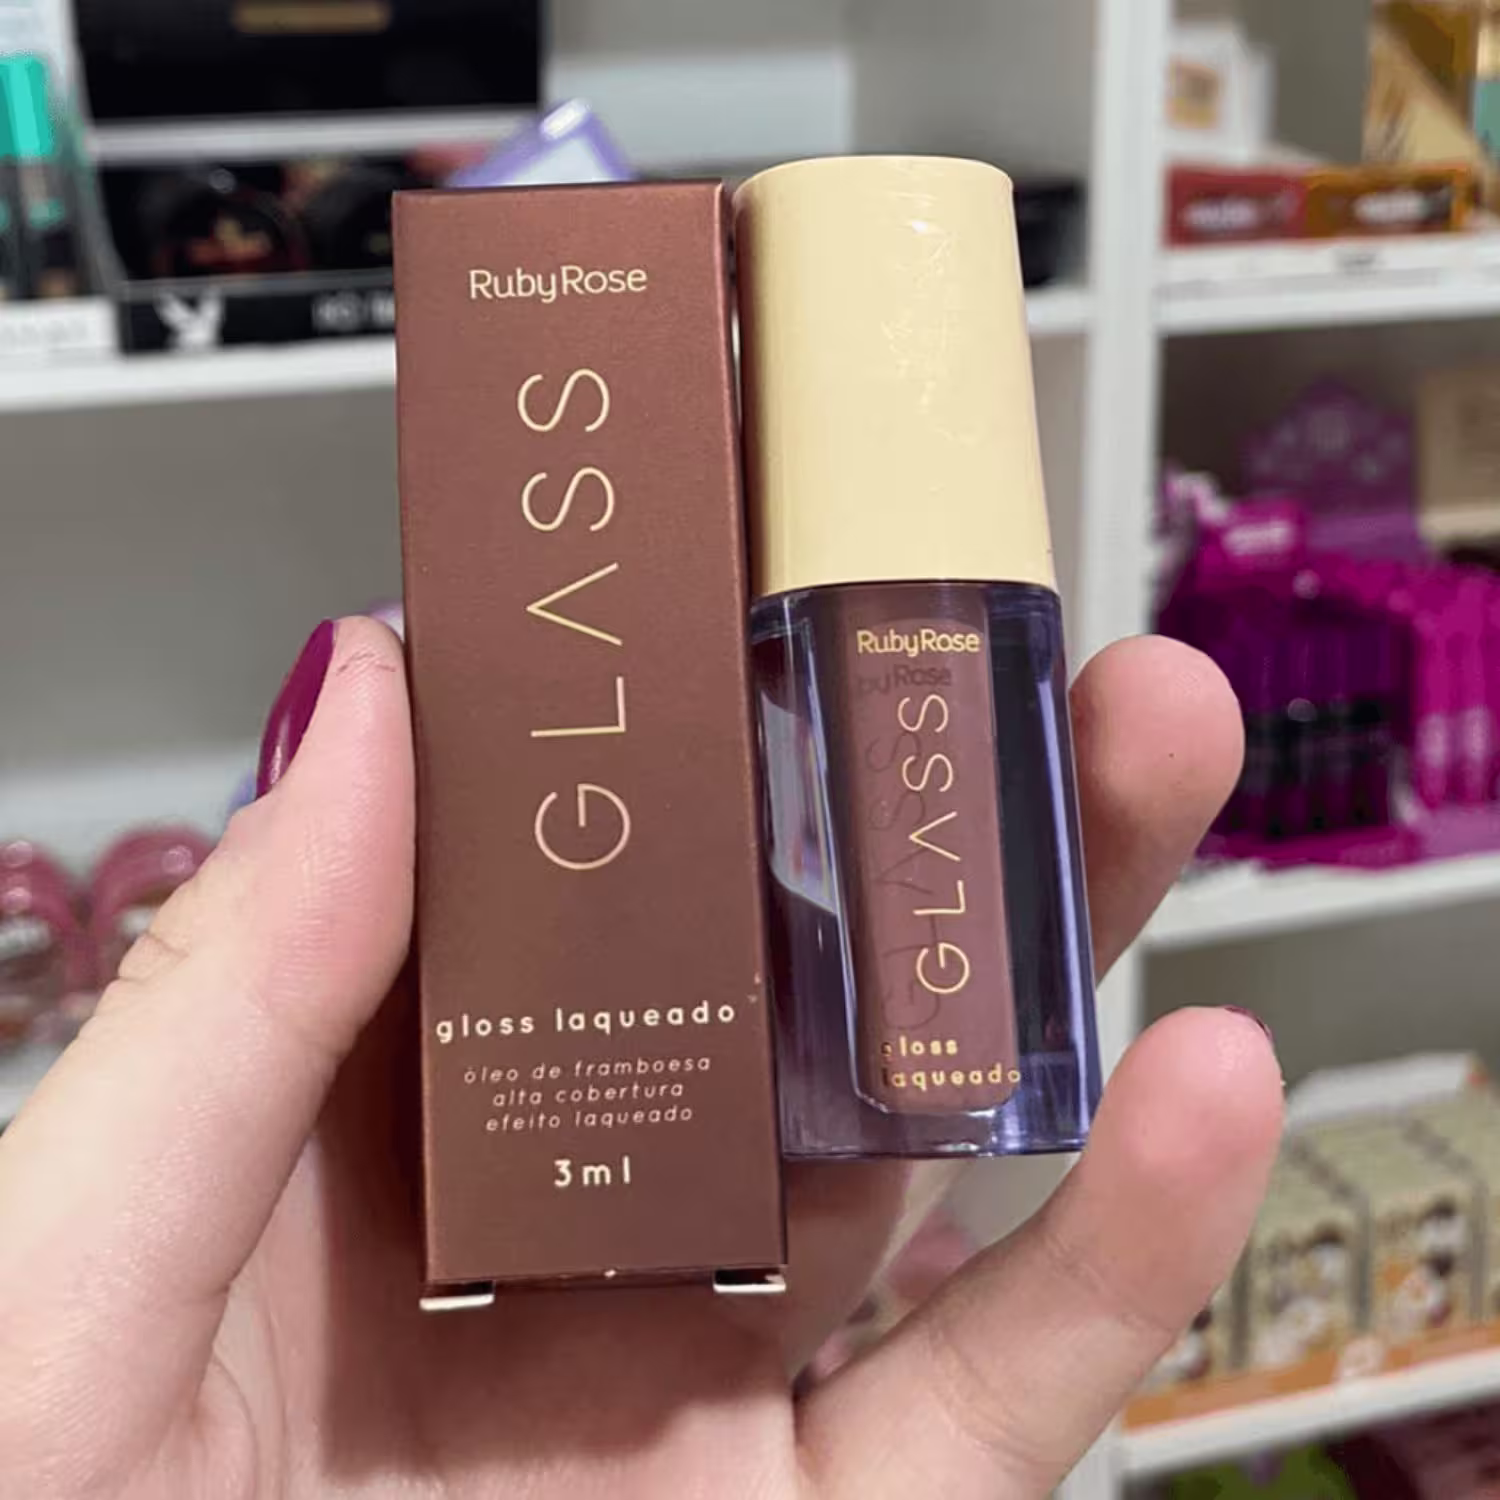 RubyRose
GLASS
gloss laqueado
óleo de framboesa
alta cobertura
efeito laqueado
3ml
RubyRose
GLASS
gloss
laqueado